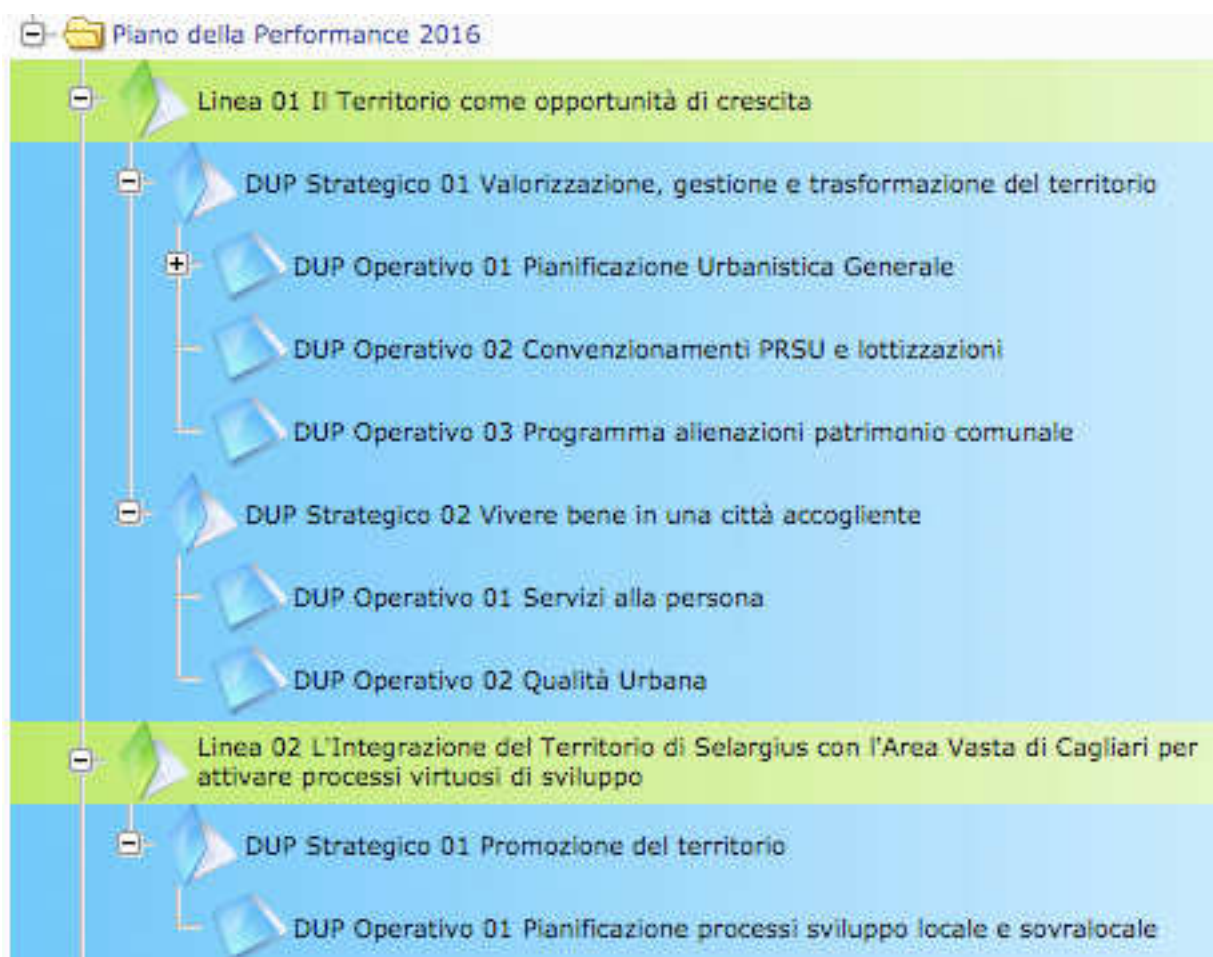 Piano della Performance 2016
Linea 01 Il Territorio come opportunità di crescita
DUP Strategico 01 Valorizzazione, gestione e trasformazione del territorio
DUP Operativo 01 Pianificazione Urbanistica Generale
DUP Operativo 02 Convenzionamenti PRSU e lottizzazioni
DUP Operativo 03 Programma alienazioni patrimonio comunale
DUP Strategico 02 Vivere bene in una città accogliente
DUP Operativo 01 Servizi alla persona
DUP Operativo 02 Qualità Urbana
Linea 02 L'Integrazione del Territorio di Selargius con l'Area Vasta di Cagliari per
attivare processi virtuosi di sviluppo
DUP Strategico 01 Promozione del territorio
DUP Operativo 01 Pianificazione processi sviluppo locale e sovralocale